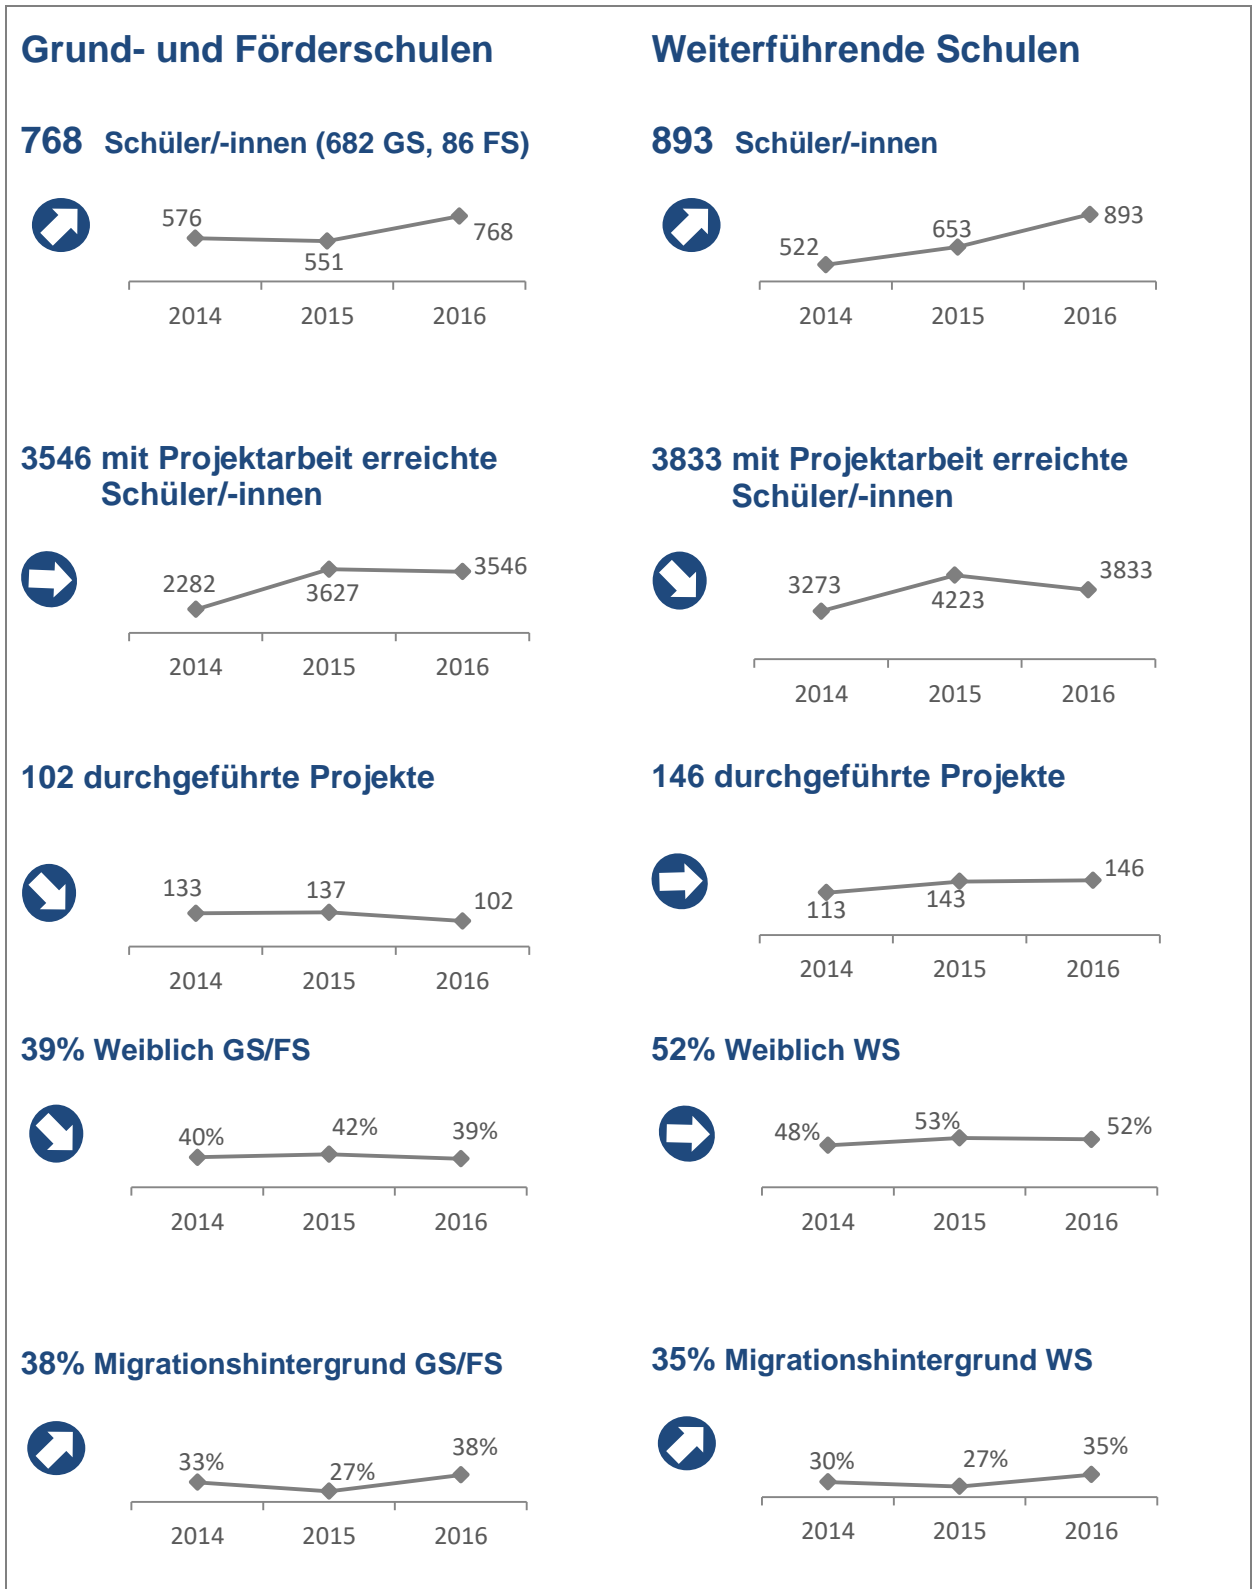 Grund- und Förderschulen
768 Schüler/-innen (682 GS, 86 FS)
576
551
768
2014 2015 2016
3546 mit Projektarbeit erreichte
Schüler/-innen
2282
3627
3546
2014 2015 2016
102 durchgeführte Projekte
133
137
102
2014 2015 2016
39% Weiblich GS/FS
40%
42%
39%
2014 2015 2016
38% Migrationshintergrund GS/FS
33%
27%
38%
2014 2015 2016
Weiterführende Schulen
893 Schüler/-innen
522
653
893
2014 2015 2016
3833 mit Projektarbeit erreichte
Schüler/-innen
3273
4223
3833
2014 2015 2016
146 durchgeführte Projekte
113
143
146
2014 2015 2016
52% Weiblich WS
48%
53%
52%
2014 2015 2016
35% Migrationshintergrund WS
30%
27%
35%
2014 2015 2016